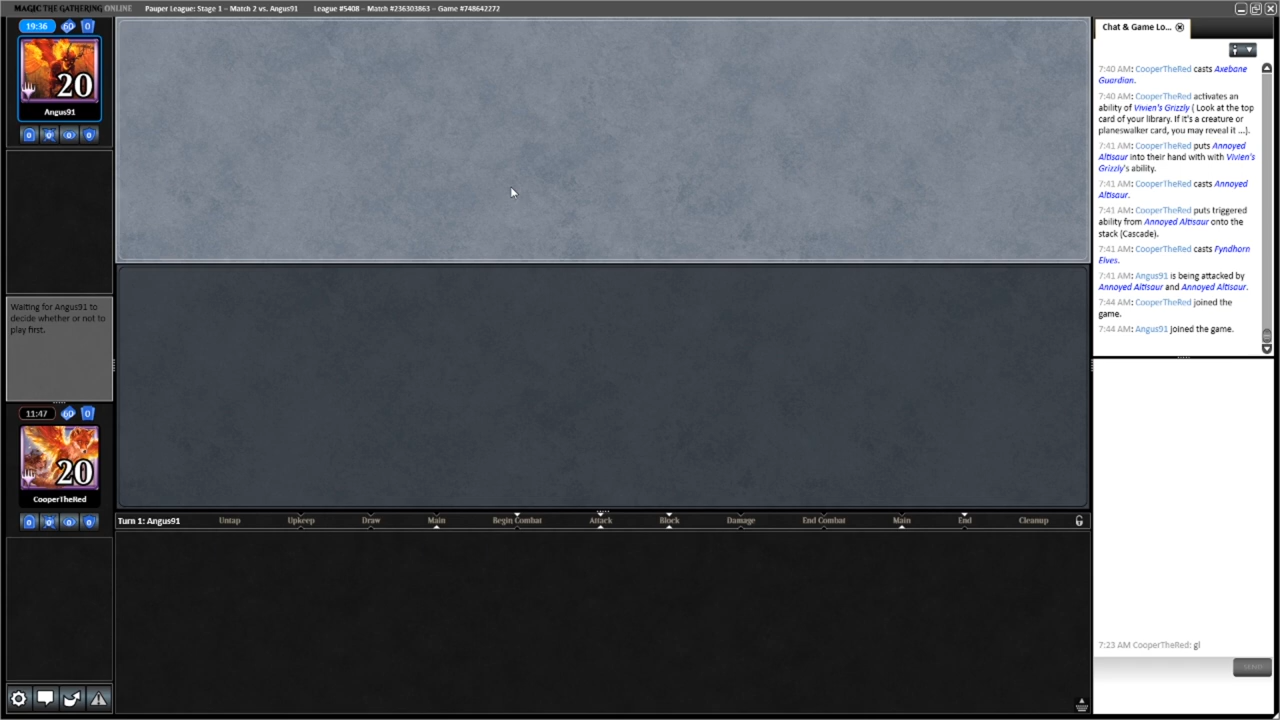 MAGIC THE GATHERING ONLINE
Pauper League: Stage 1 – Match 2 vs. Angus91
League #5408 – Match #236303863 – Game #748642272
19:36
60
0
20
Angus91
0 0 0 0
Waiting for Angus91 to
decide whether or not to
play first.
11:47
60
0
20
CooperTheRed
0 0 0 0
Turn 1: Angus91
Untap
Upkeep
Draw
Main
Begin Combat
Attack
Block
Damage
End Combat
Main
End
Cleanup
Chat & Game Lo...
7:40 AM: CooperTheRed casts Axebane
Guardian.
7:40 AM: CooperTheRed activates an
ability of Vivien's Grizzly ( Look at the top
card of your library. If it's a creature or
planeswalker card, you may reveal it ...).
7:41 AM: CooperTheRed puts Annoyed
Altisaur into their hand with with Vivien's
Grizzly's ability.
7:41 AM: CooperTheRed casts Annoyed
Altisaur.
7:41 AM: CooperTheRed puts triggered
ability from Annoyed Altisaur onto the
stack (Cascade).
7:41 AM: CooperTheRed casts Fyndhorn
Elves.
7:41 AM: Angus91 is being attacked by
Annoyed Altisaur and Annoyed Altisaur.
7:44 AM: CooperTheRed joined the
game.
7:44 AM: Angus91 joined the game.
7:23 AM CooperTheRed: gl
SEND